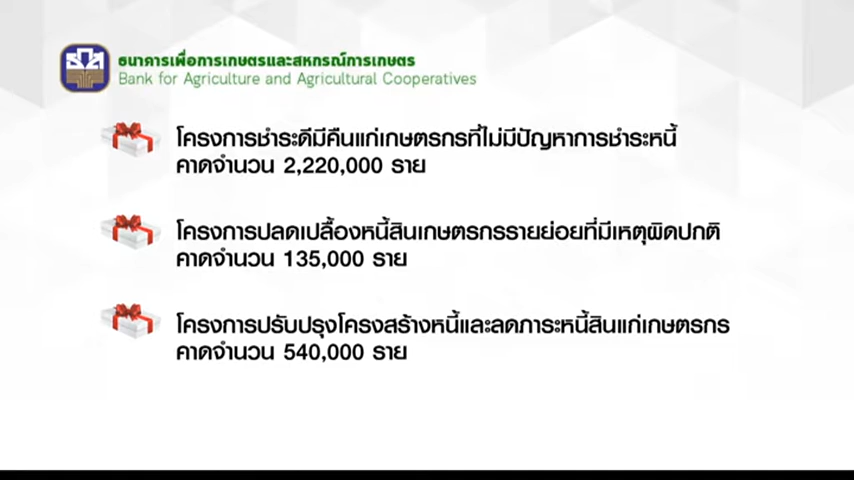 ธนาคารเพื่อการเกษตรและสหกรณ์การเกษตร
Bank for Agriculture and Agricultural Cooperatives
โครงการชำระดีมีคืนแก่เกษตรกรที่ไม่มีปัญหาการชำระหนี้
คาดจำนวน 2,220,000 ราย
โครงการปลดเปลื้องหนี้สินเกษตรกรรายย่อยที่มีเหตุผิดปกติ
คาดจำนวน 135,000 ราย
โครงการปรับปรุงโครงสร้างหนี้และลดภาระหนี้สินแก่เกษตรกร
คาดจำนวน 540,000 ราย